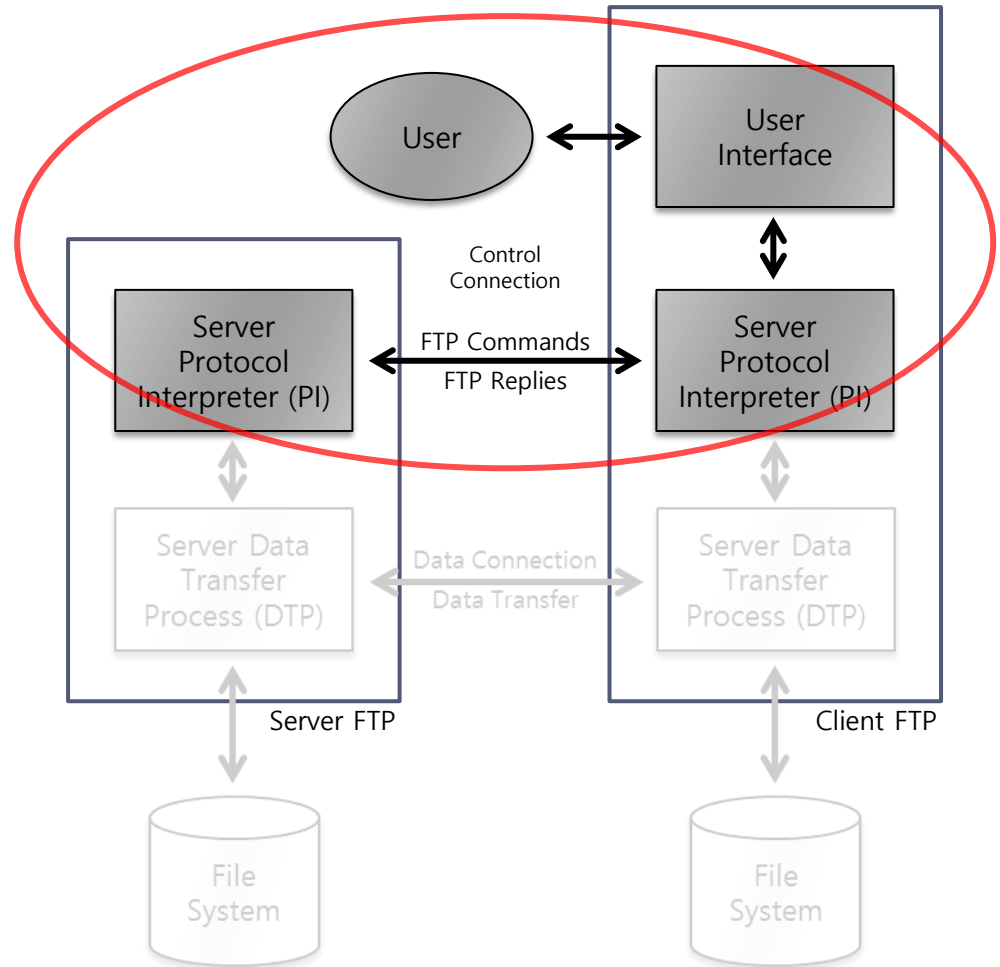 User
User
Interface
Control
Connection
Server
Protocol
Interpreter (PI)
FTP Commands
FTP Replies
Server
Protocol
Interpreter (PI)
Server Data
Transfer
Process (DTP)
Data Connection
Data Transfer
Server Data
Transfer
Process (DTP)
Server FTP
Client FTP
File
System
File
System